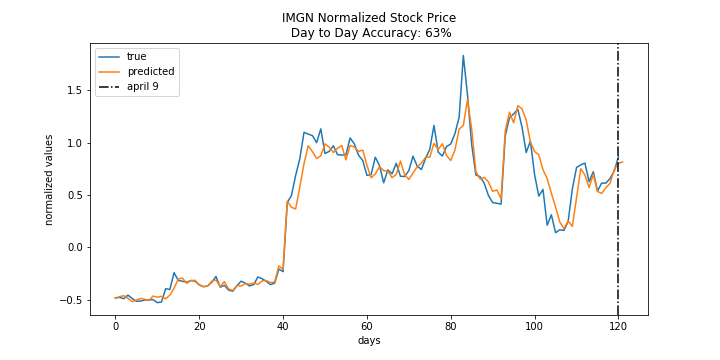 IMGN Normalized Stock Price
Day to Day Accuracy: 63%
true
predicted
april 9
normalized values
1.5
1.0
0.5
0.0
−0.5
0
20
40
60
80
100
120
days